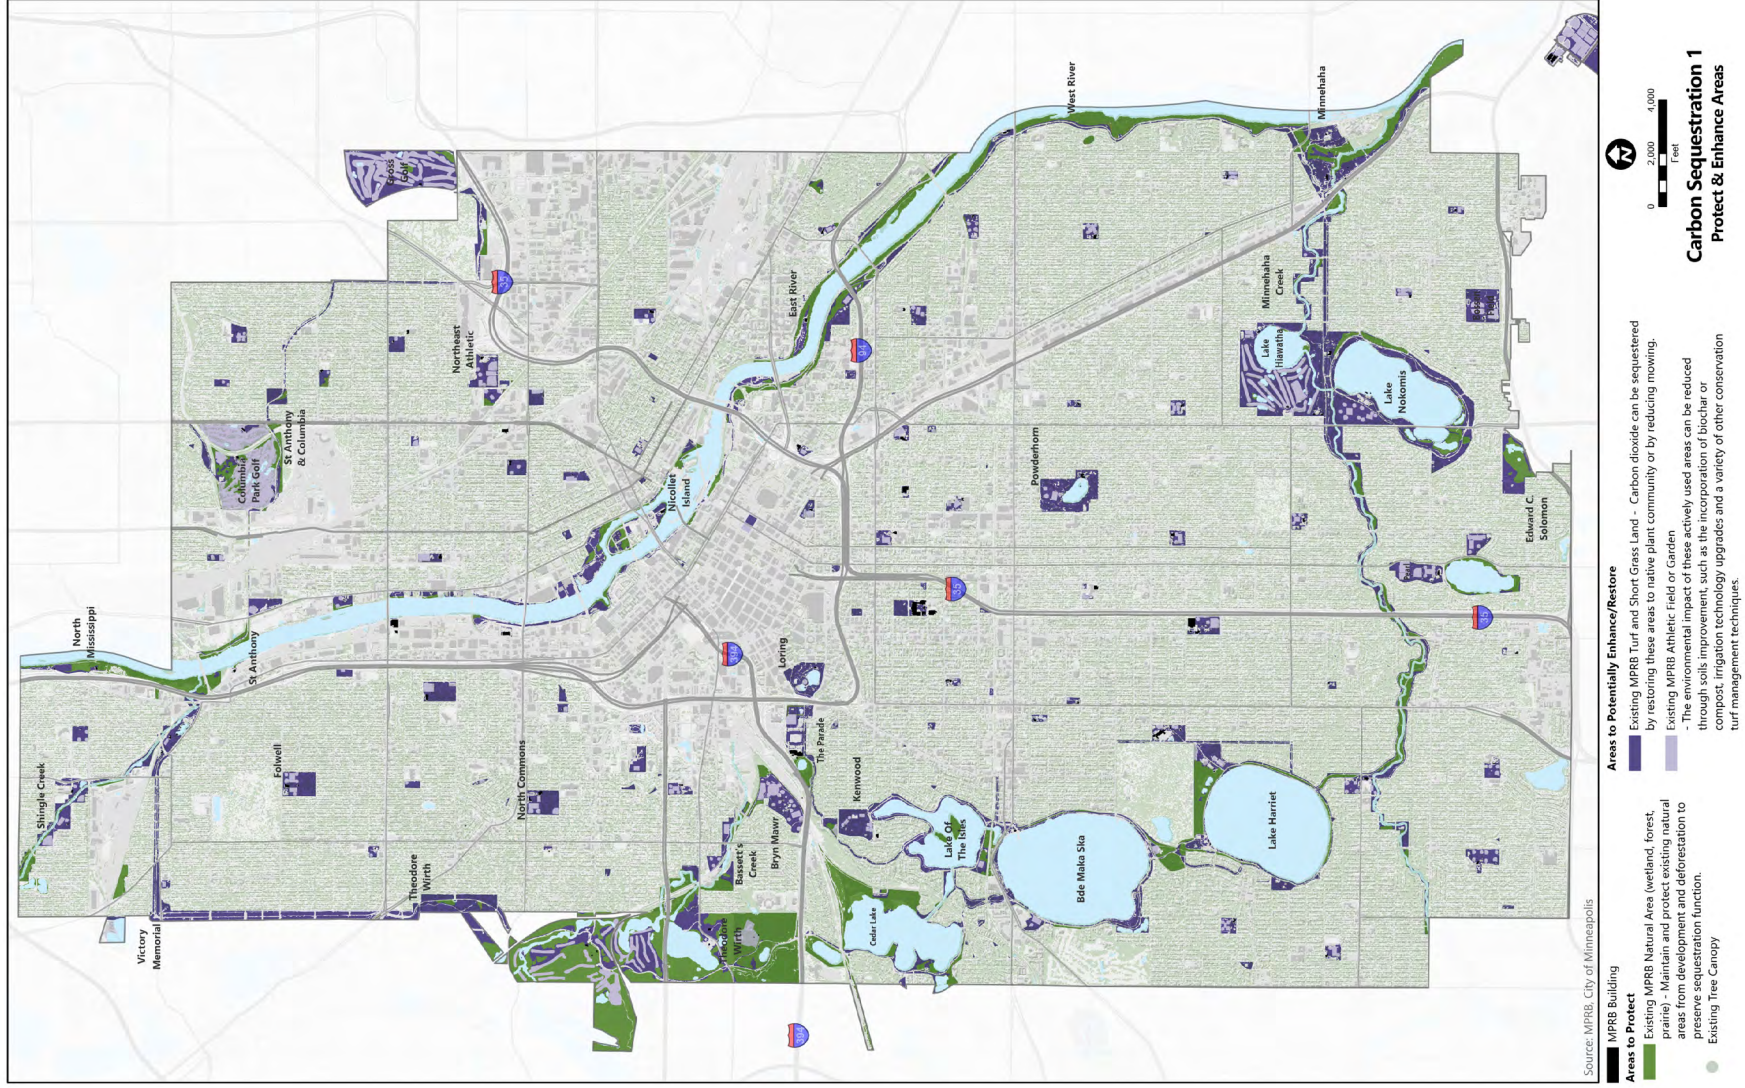 Carbon Sequestration 1
Protect & Enhance Areas
0
2,000
4,000
Feet
N
Areas to Potentially Enhance/Restore
Existing MPRB Turf and Short Grass Land - Carbon dioxide can be sequestered
by restoring these areas to native plant community or by reducing mowing.
Existing MPRB Athletic Field or Garden
- The environmental impact of these actively used areas can be reduced
through soils improvement, such as the incorporation of biochar or
compost, irrigation technology upgrades and a variety of other conservation
turf management techniques.
MPRB Building
Areas to Protect
Existing MPRB Natural Area (wetland, forest,
prairie) - Maintain and protect existing natural
areas from development and deforestation to
preserve sequestration function.
Existing Tree Canopy
Source: MPRB, City of Minneapolis
Shingle Creek
North
Mississippi
Victory
Memorial
St Anthony
Folwell
Columbia
Park Golf
St Anthony
& Columbia
Gross
Golf
Northeast
Athletic
35
Theodore
Wirth
North Commons
Nicollet
Island
East River
94
Theodore
Wirth
Bassett's
Creek
Bryn Mawr
394
394
Loring
The Parade
Kenwood
Cedar Lake
Lake Of
The Isles
Bde Maka Ska
Lake Harriet
35
Powderhorn
West River
Minnehaha
Minnehaha
Creek
Lake
Hiawatha
Lake
Nokomis
Pearl
35
Edward C.
Solomon